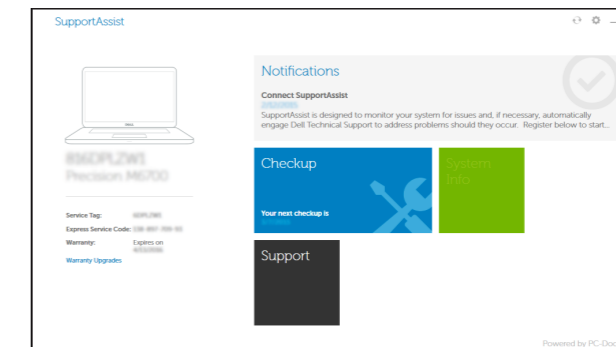 SupportAssist
Notifications
Connect SupportAssist
SupportAssist is designed to monitor your system for issues and, if necessary, automatically
engage Dell Technical Support to address problems should they occur. Register below to start...
Precision M6700
Checkup
System
Info
Your next checkup is
Service Tag:
Express Service Code:
Warranty: Expires on
Warranty Upgrades
Support
Powered by PC-Doc